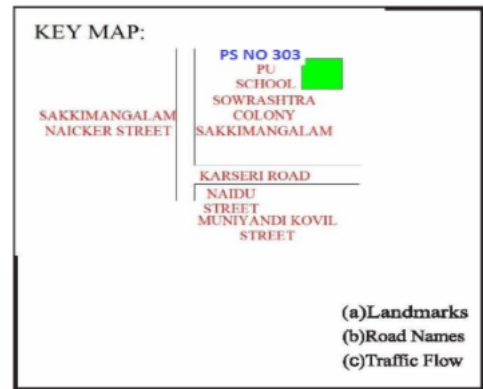 KEY MAP:
PS NO 303
PU
SCHOOL
SOWRASHTRA
COLONY
SAKKIMANGALAM
SAKKIMANGALAM
NAICKER STREET
KARSERI ROAD
NAIDU
STREET
MUNIYANDI KOVIL
STREET
(a)Landmarks
(b)Road Names
(c)Traffic Flow